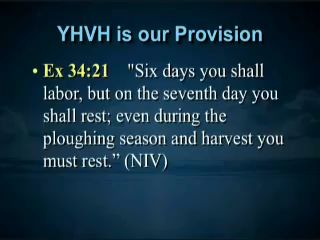 YHVH is our Provision
• Ex 34:21 "Six days you shall
labor, but on the seventh day you
shall rest; even during the
ploughing season and harvest you
must rest.” (NIV)